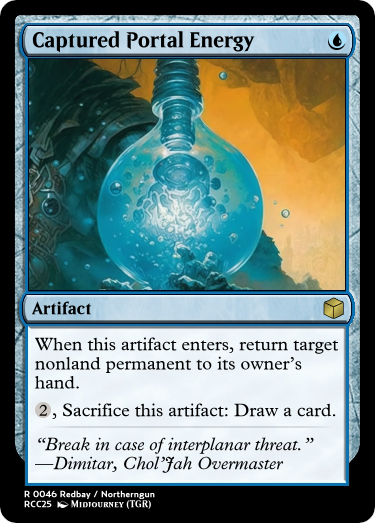 Captured Portal Energy
Artifact
When this artifact enters, return target
nonland permanent to its owner's
hand.
2, Sacrifice this artifact: Draw a card.
"Break in case of interplanar threat."
—Dimitar, Chol'Jah Overmaster
R 0046 Redbay / Northerngun
RCC25 Midjourney (TGR)